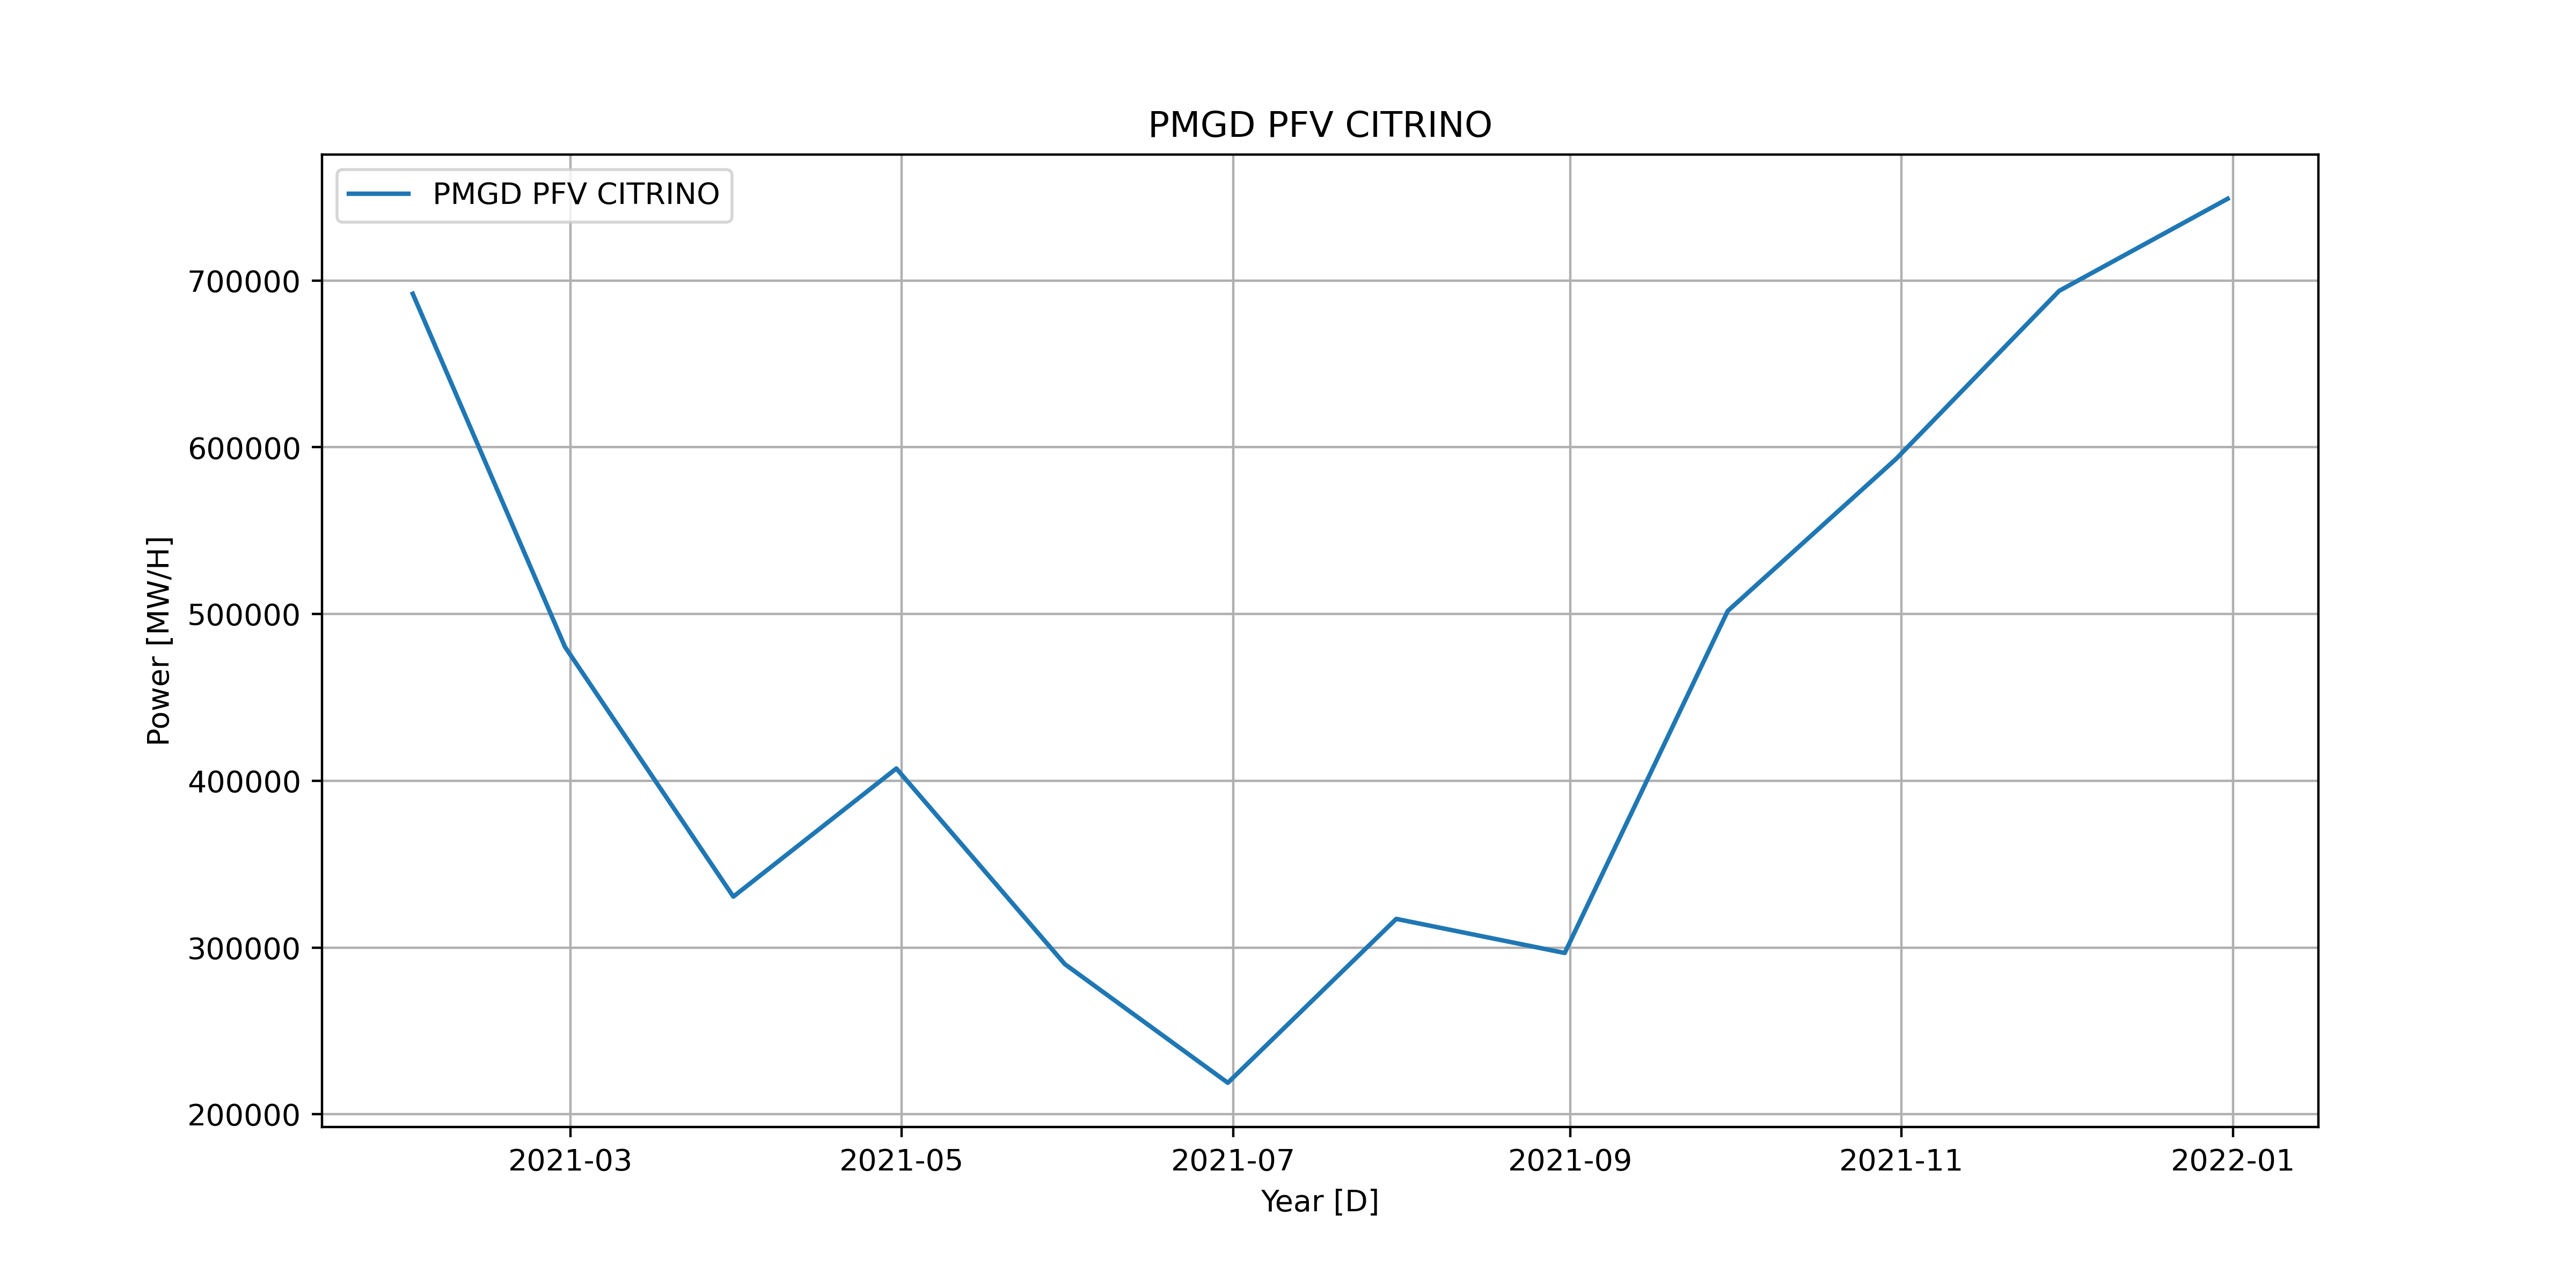 PMGD PFV CITRINO
PMGD PFV CITRINO
700000
600000
500000
400000
300000
200000
Power [MW/H]
2021-03 2021-05 2021-07 2021-09 2021-11 2022-01
Year [D]